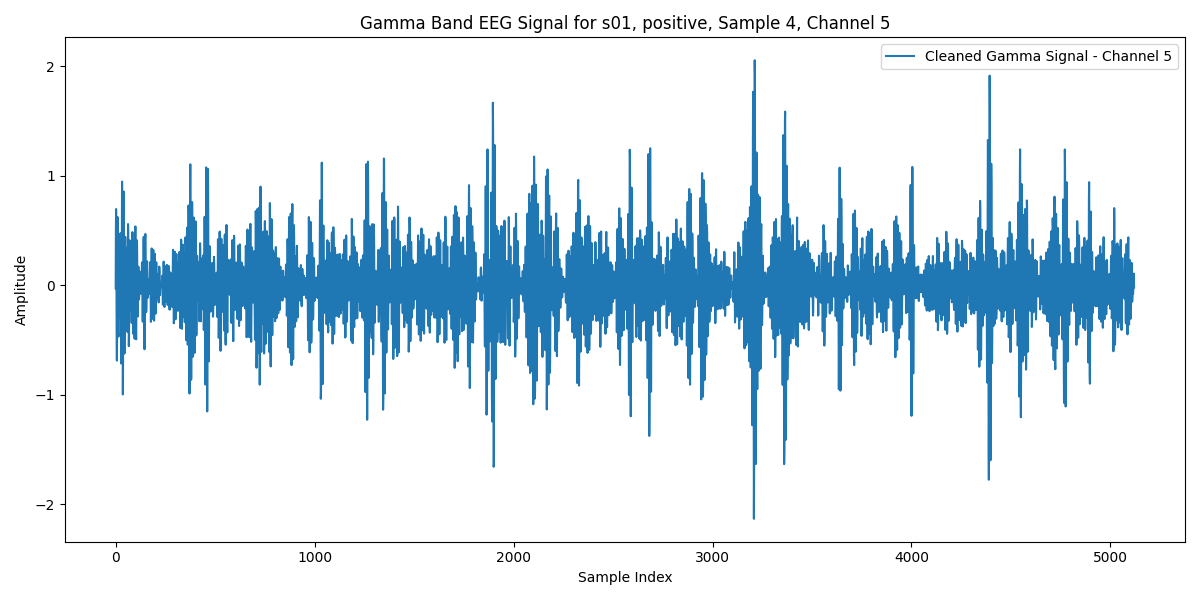 Gamma Band EEG Signal for s01, positive, Sample 4, Channel 5
Cleaned Gamma Signal - Channel 5
Amplitude
2
1
0
−1
−2
0 1000 2000 3000 4000 5000
Sample Index